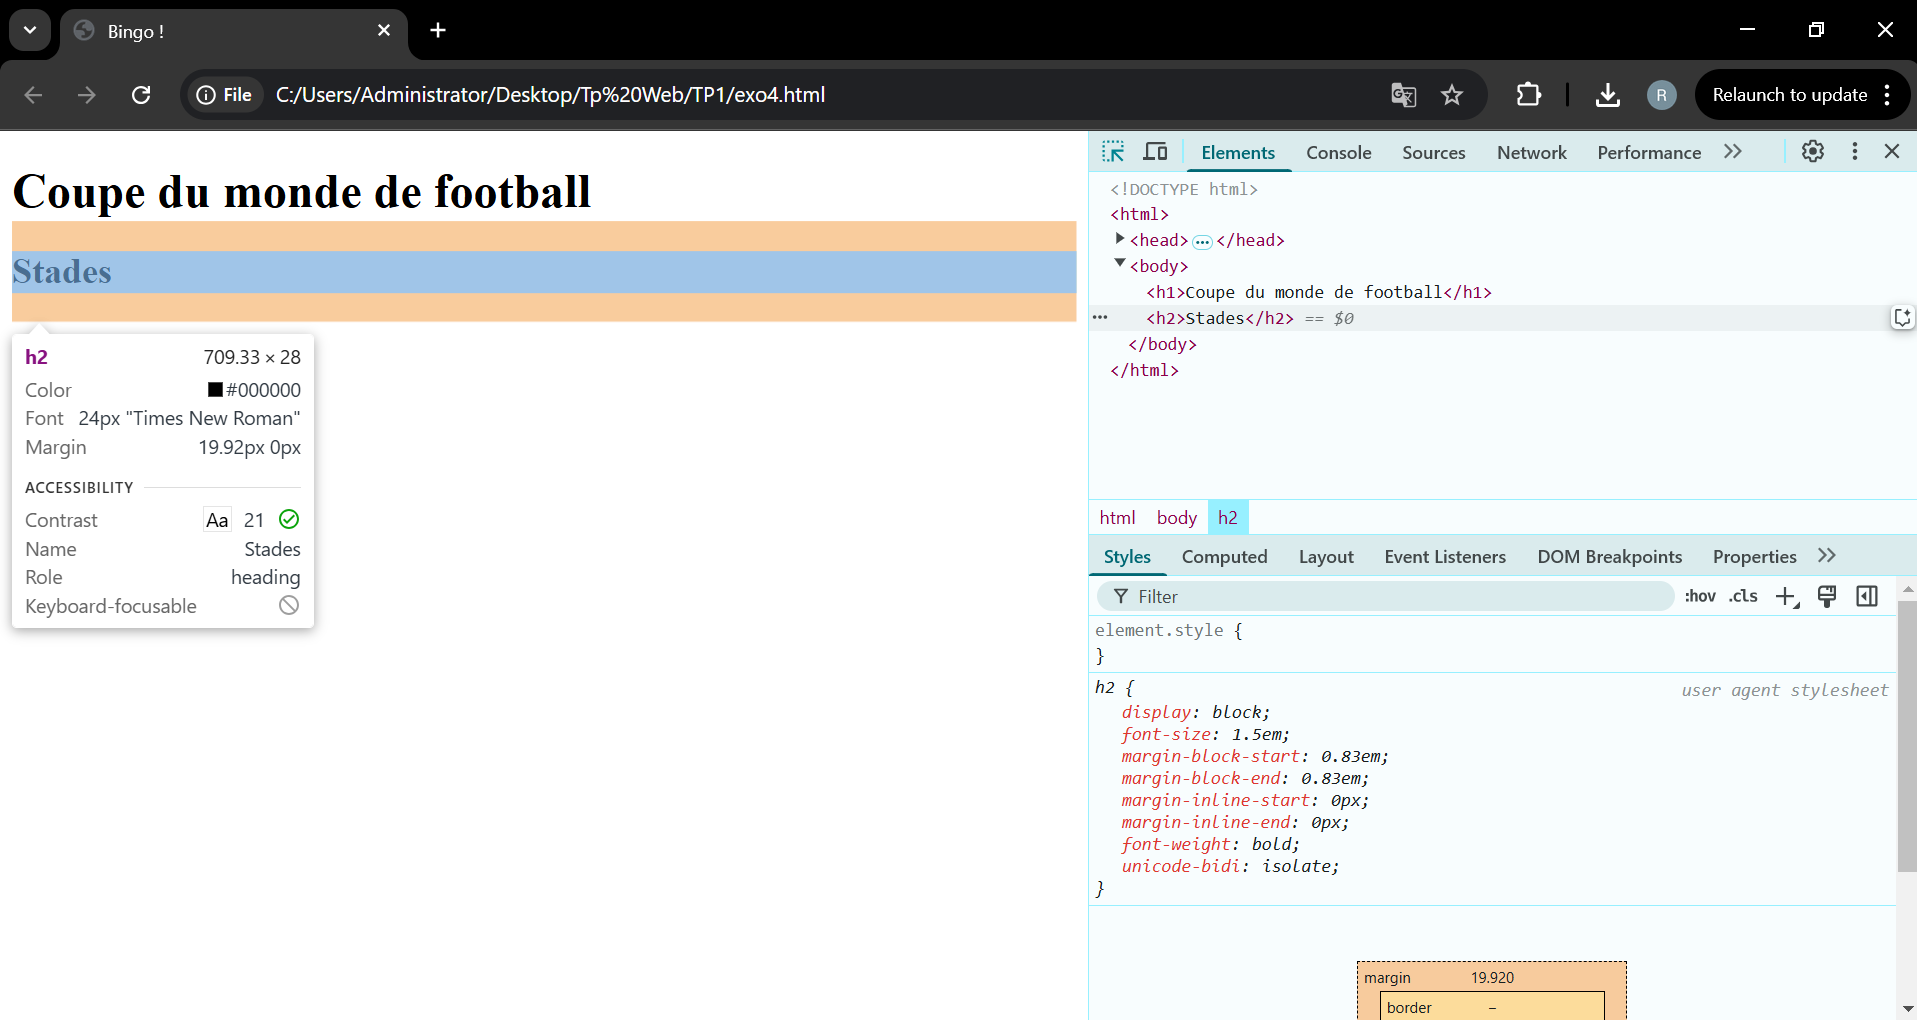 Bingo !
File C:/Users/Administrator/Desktop/Tp%20Web/TP1/exo4.html R Relaunch to update
Coupe du monde de football
Stades
h2 709.33 × 28
Color #000000
Font 24px "Times New Roman"
Margin 19.92px 0px
ACCESSIBILITY
Contrast Aa 21
Name Stades
Role heading
Keyboard-focusable
Elements Console Sources Network Performance
<!DOCTYPE html>
<html>
<head> ••• </head>
<body>
<h1>Coupe du monde de football</h1>
••• <h2>Stades</h2> == $0
</body>
</html>
html body h2
Styles Computed Layout Event Listeners DOM Breakpoints Properties
Filter :hov .cls
element.style {
}
h2 { user agent stylesheet
display: block;
font-size: 1.5em;
margin-block-start: 0.83em;
margin-block-end: 0.83em;
margin-inline-start: 0px;
margin-inline-end: 0px;
font-weight: bold;
unicode-bidi: isolate;
}
margin 19.920
border –